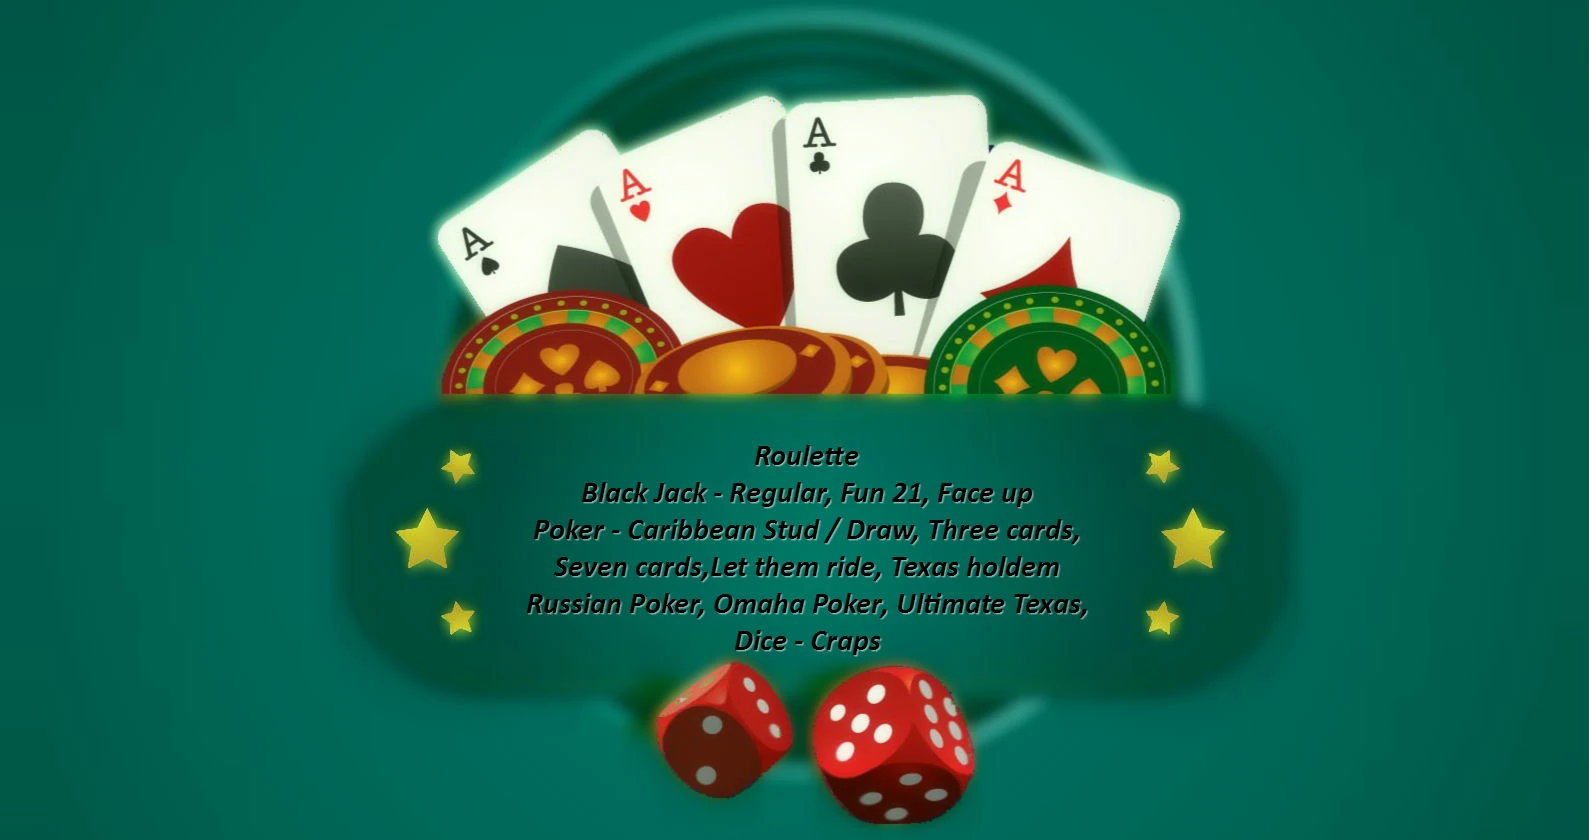 A
A
A
A
Roulette
Black Jack - Regular, Fun 21, Face up
Poker - Caribbean Stud / Draw, Three cards,
Seven cards,Let them ride, Texas holdem
Russian Poker, Omaha Poker, Ultimate Texas,
Dice - Craps